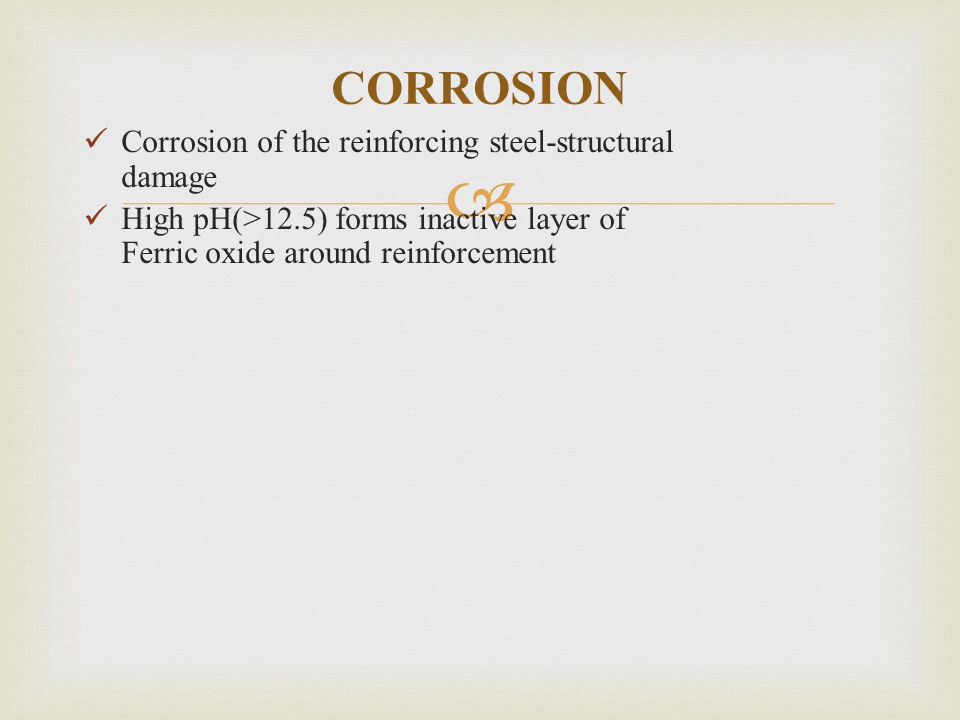 CORROSION
✓ Corrosion of the reinforcing steel-structural
damage
✓ High pH(>12.5) forms inactive layer of
Ferric oxide around reinforcement